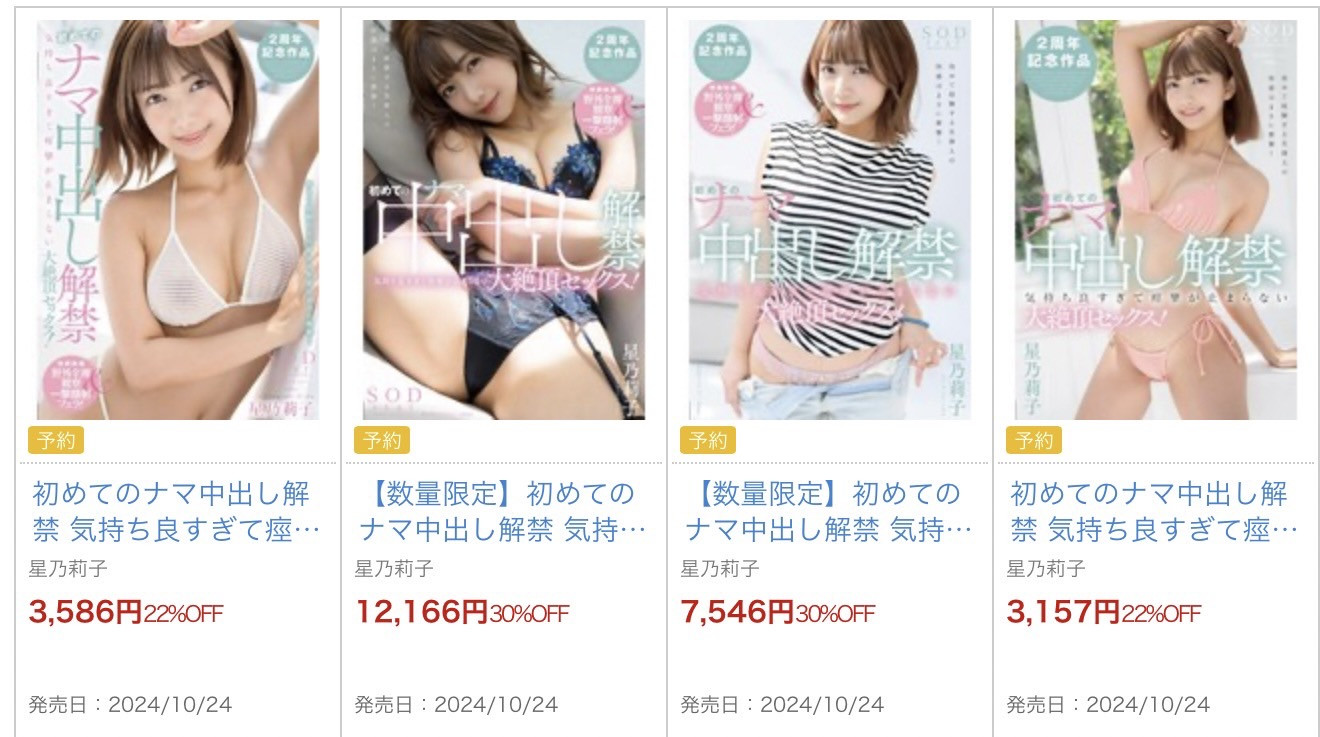 初めての
ナマ中出し解禁
大絶頂セックス！
2周年
記念作品
星乃莉子
予約
初めてのナマ中出し解
禁 気持ち良すぎて痙…
星乃莉子
3,586円22%OFF
発売日：2024/10/24
2周年
記念作品
初めての
ナマ
中出し解禁
大絶頂セックス！
星乃莉子
SOD
予約
【数量限定】初めての
ナマ中出し解禁 気持…
星乃莉子
12,166円30%OFF
発売日：2024/10/24
2周年
記念作品
SOD
初めての
ナマ
中出し解禁
大絶頂セックス！
星乃莉子
予約
【数量限定】初めての
ナマ中出し解禁 気持…
星乃莉子
7,546円30%OFF
発売日：2024/10/24
2周年
記念作品
SOD
初めての
ナマ
中出し解禁
気持ち良すぎて痙攣が止まらない
大絶頂セックス！
星乃莉子
予約
初めてのナマ中出し解
禁 気持ち良すぎて痙…
星乃莉子
3,157円22%OFF
発売日：2024/10/24